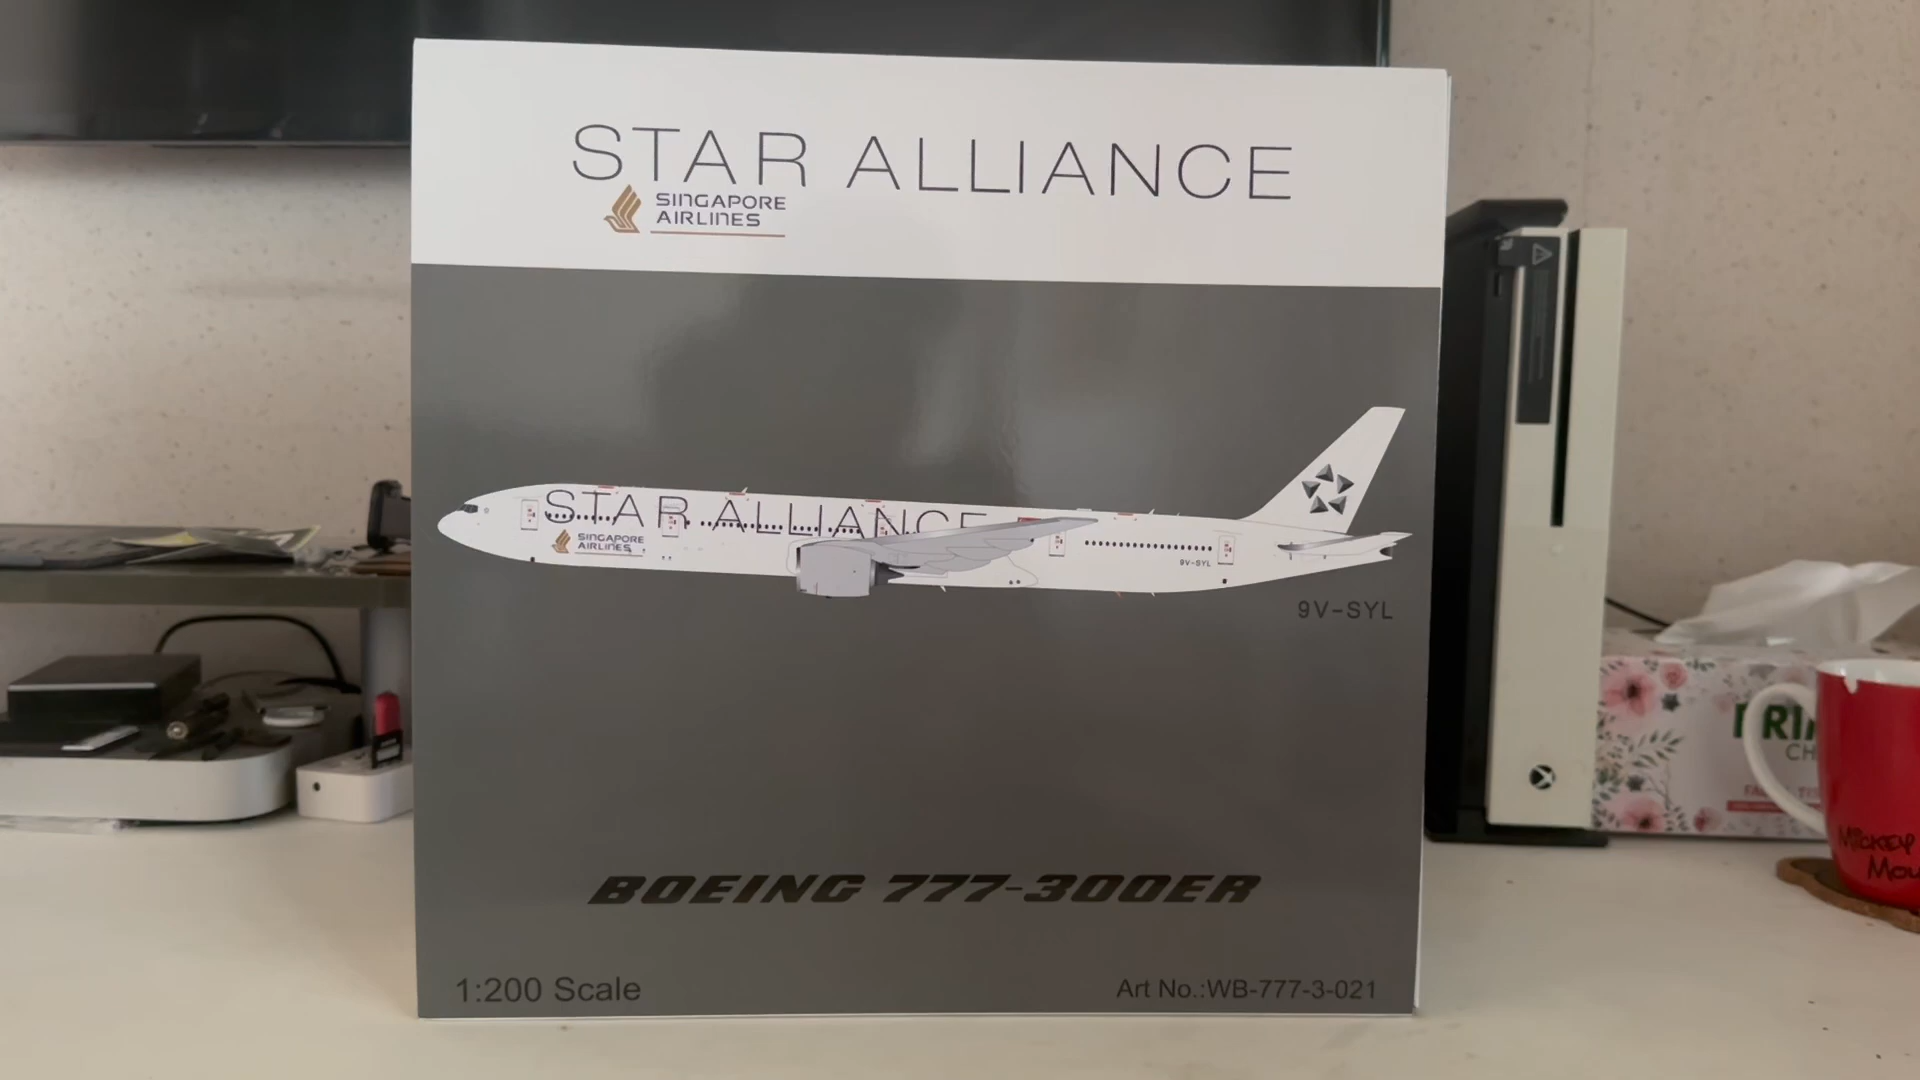 STAR ALLIANCE
SINGAPORE
AIRLINES
STAR ALLIANCE
SINGAPORE
AIRLINES
9V-SYL
9V-SYL
BOEING 777-300ER
1:200 Scale
Art No.:WB-777-3-021
MICKEY